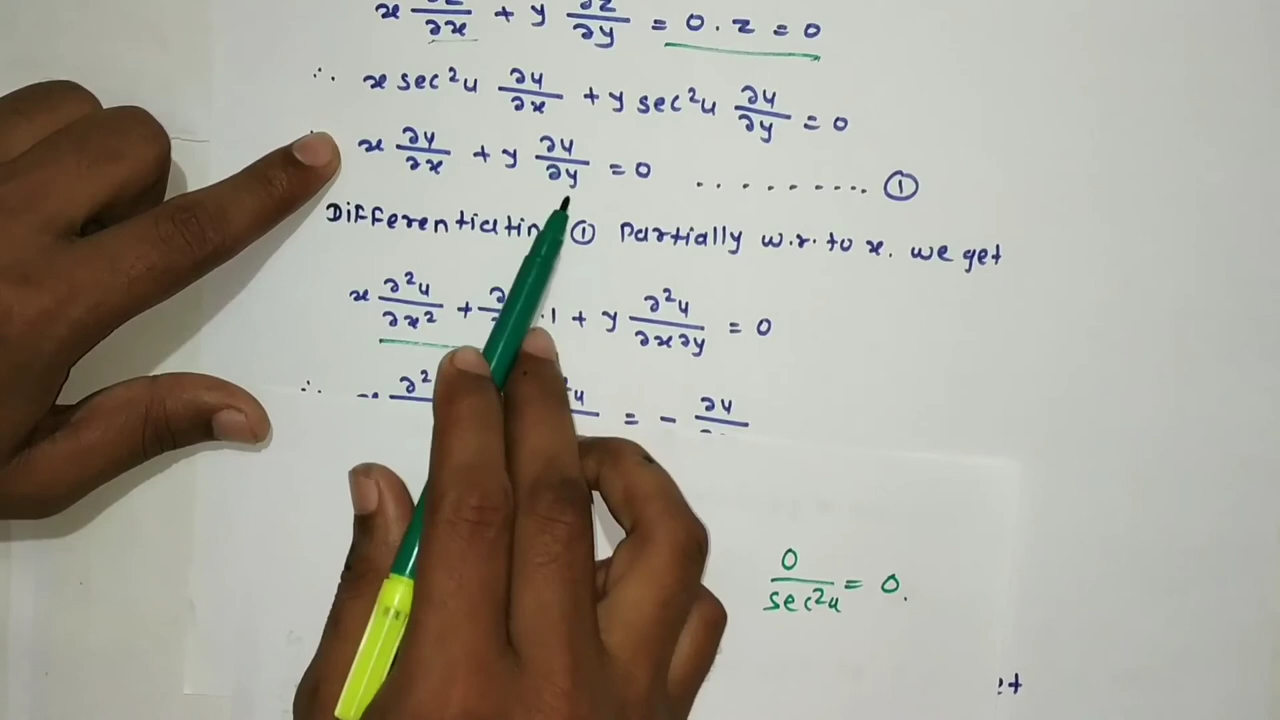 x ∂z/∂x + y ∂z/∂y = 0 . z = 0
∴ x sec²u ∂u/∂x + y sec²u ∂u/∂y = 0
x ∂u/∂x + y ∂u/∂y = 0 .......... ①
Differentiatin ① Partially w.r. to x. we get
x ∂²u/∂x² + ∂ .1 + y ∂²u/∂x∂y = 0
∴ ∂² u = - ∂u
0/sec²u = 0.